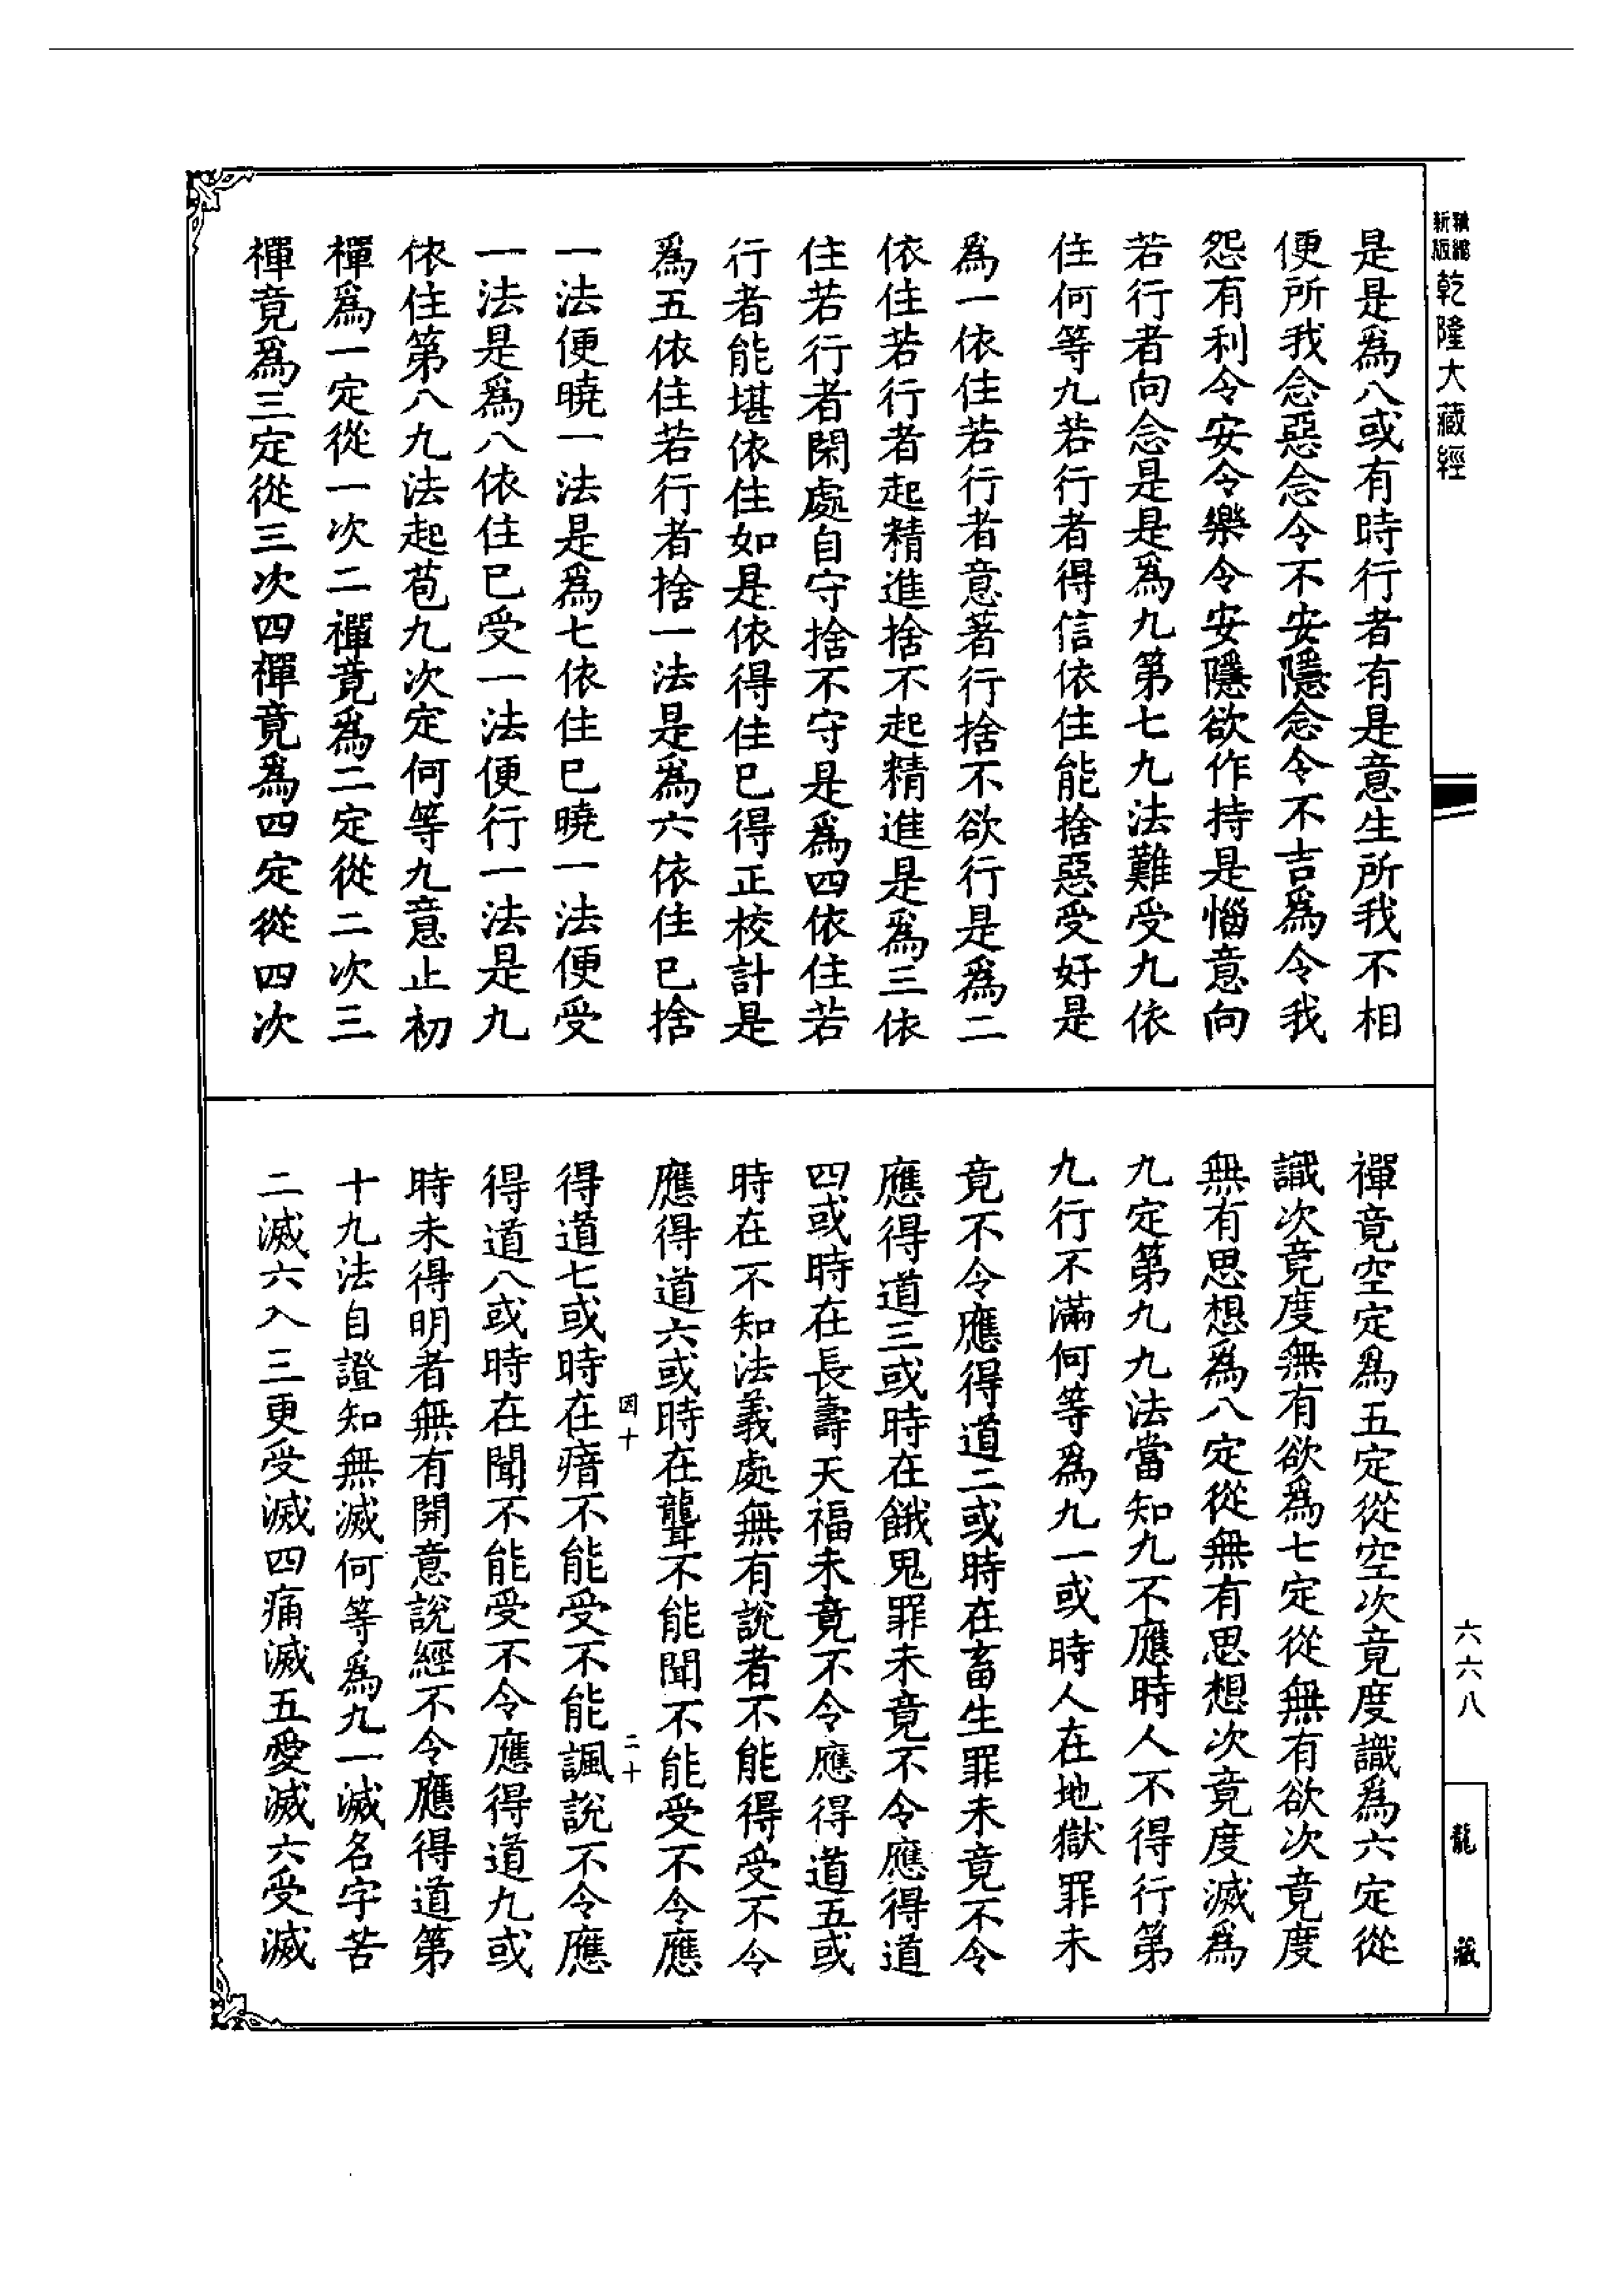 新版
精縮
乾隆大藏經
是是爲八或有時行者有是意生所我不相
便所我念惡念令不安隱念令不吉爲令我
怨有利令安令樂令安隱欲作持是惱意向
若行者向念是是爲九第七九法難受九依
住何等九若行者得信依住能捨惡受好是
爲一依住若行者意著行捨不欲行是爲二
依住若行者起精進捨不起精進是爲三依
住若行者閑處自守捨不守是爲四依住若
行者能堪依住如是依得住已得正校計是
爲五依住若行者捨一法是爲六依住已捨
一法便曉一法是爲七依住已曉一法便受
一法是爲八依住已受一法便行一法是九
依住第八九法起苞九次定何等九意止初
禪爲一定從一次二禪竟爲二定從二次三
禪竟爲三定從三次四禪竟爲四定從四次
禪竟空定爲五定從空次竟度識爲六定從
識次竟度無有欲爲七定從無有欲次竟度
無有思想爲八定從無有思想次竟度滅爲
九定第九九法當知九不應時人不得行第
九行不滿何等爲九一或時人在地獄罪未
竟不令應得道二或時在畜生罪未竟不令
應得道三或時在餓鬼罪未竟不令應得道
四或時在長壽天福未竟不令應得道五或
時在不知法義處無有說者不能得受不令
應得道六或時在聾不能聞不能受不令應
得道七或時在瘖不能受不能諷說不令應
得道八或時在聞不能受不令應得道九或
時未得明者無有開意說經不令應得道第
十九法自證知無滅何等爲九一滅名字苦
二滅六入三更受滅四痛滅五愛滅六受滅
因十
二十
六六八
龍藏